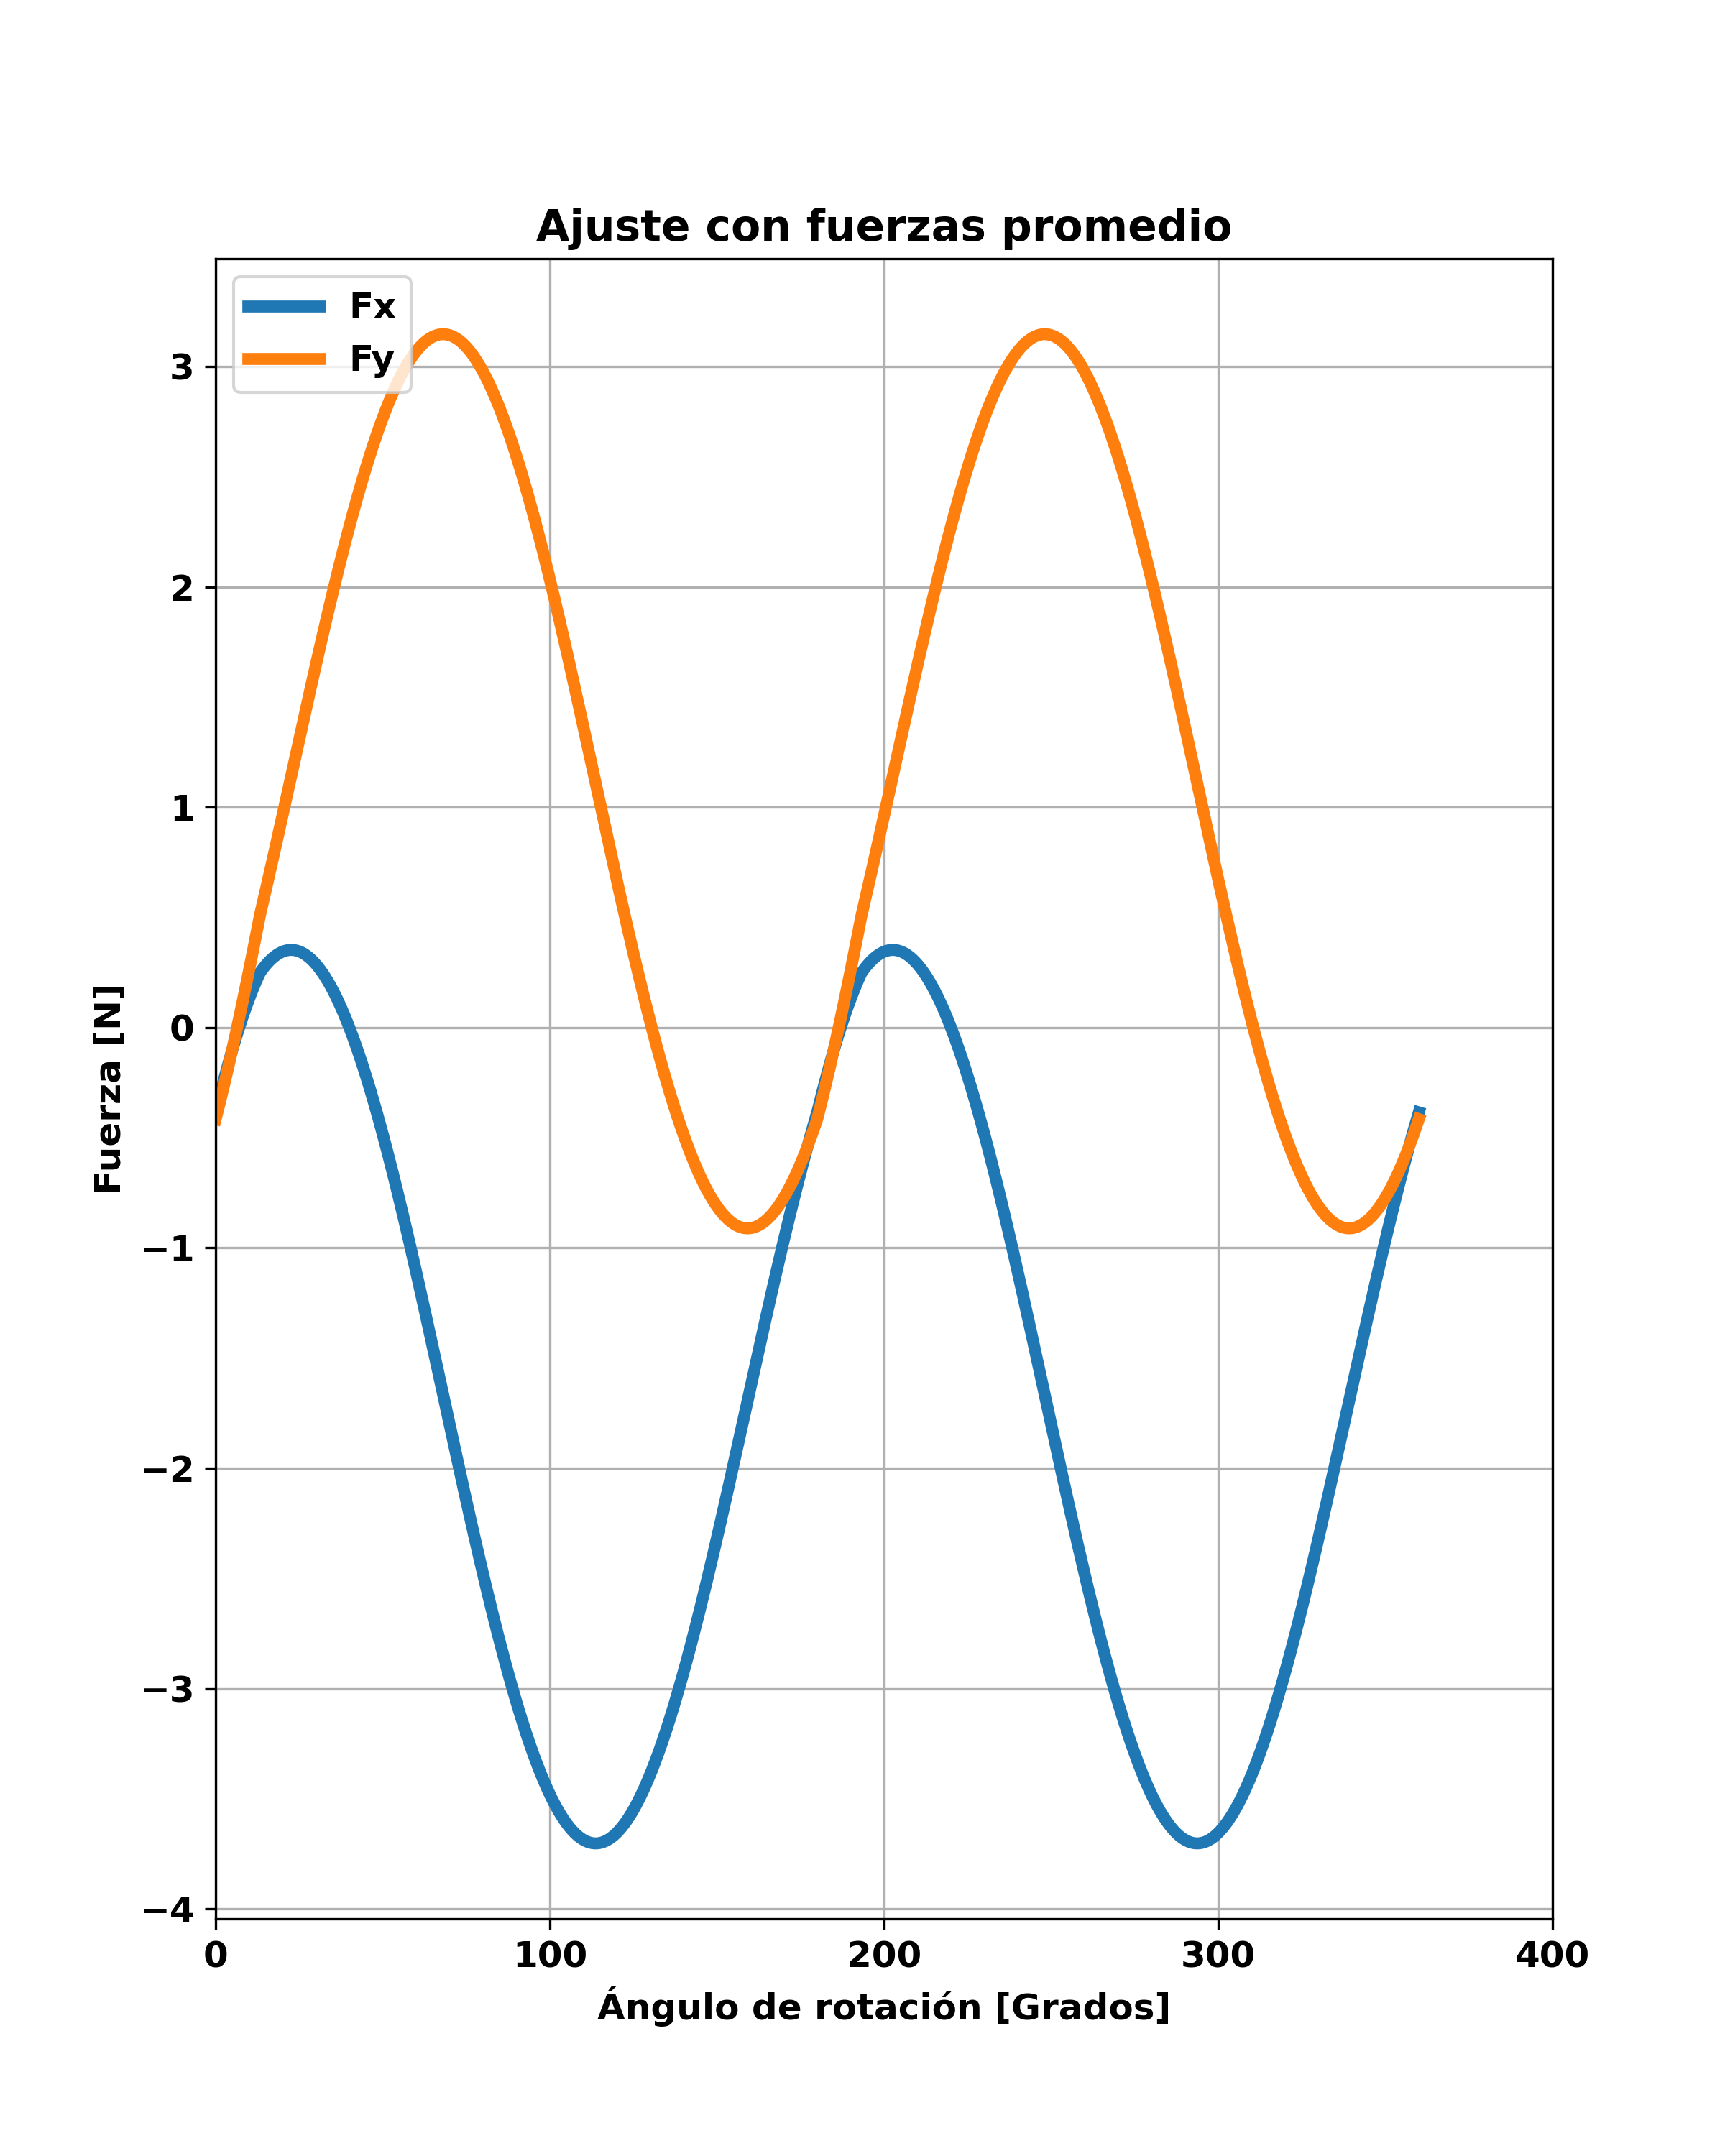 Ajuste con fuerzas promedio
Fx
Fy
3
2
1
0
−1
−2
−3
−4
Fuerza [N]
0 100 200 300 400
Ángulo de rotación [Grados]